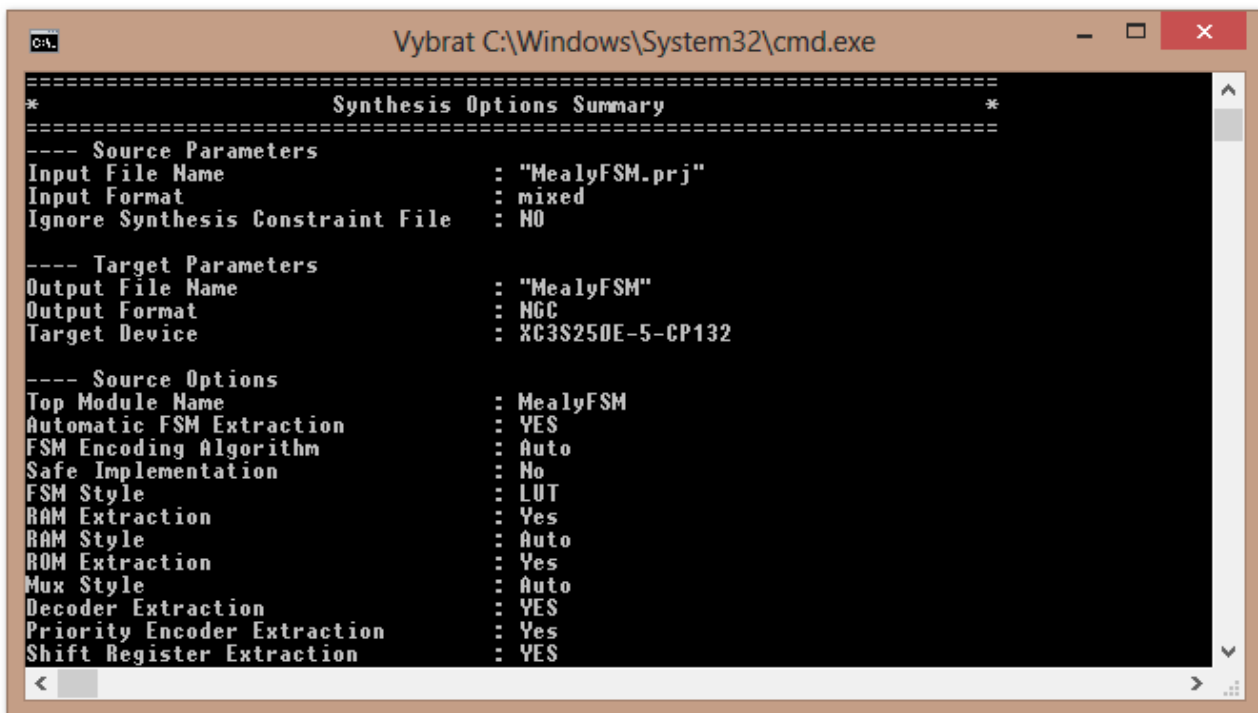 C:\.
Vybrat C:\Windows\System32\cmd.exe
=========================================================================
*                       Synthesis Options Summary                        *
=========================================================================
---- Source Parameters
Input File Name                    : "MealyFSM.prj"
Input Format                       : mixed
Ignore Synthesis Constraint File   : NO
---- Target Parameters
Output File Name                   : "MealyFSM"
Output Format                      : NGC
Target Device                      : XC3S250E-5-CP132
---- Source Options
Top Module Name                    : MealyFSM
Automatic FSM Extraction           : YES
FSM Encoding Algorithm             : Auto
Safe Implementation                : No
FSM Style                          : LUT
RAM Extraction                     : Yes
RAM Style                          : Auto
ROM Extraction                     : Yes
Mux Style                          : Auto
Decoder Extraction                 : YES
Priority Encoder Extraction        : Yes
Shift Register Extraction          : YES